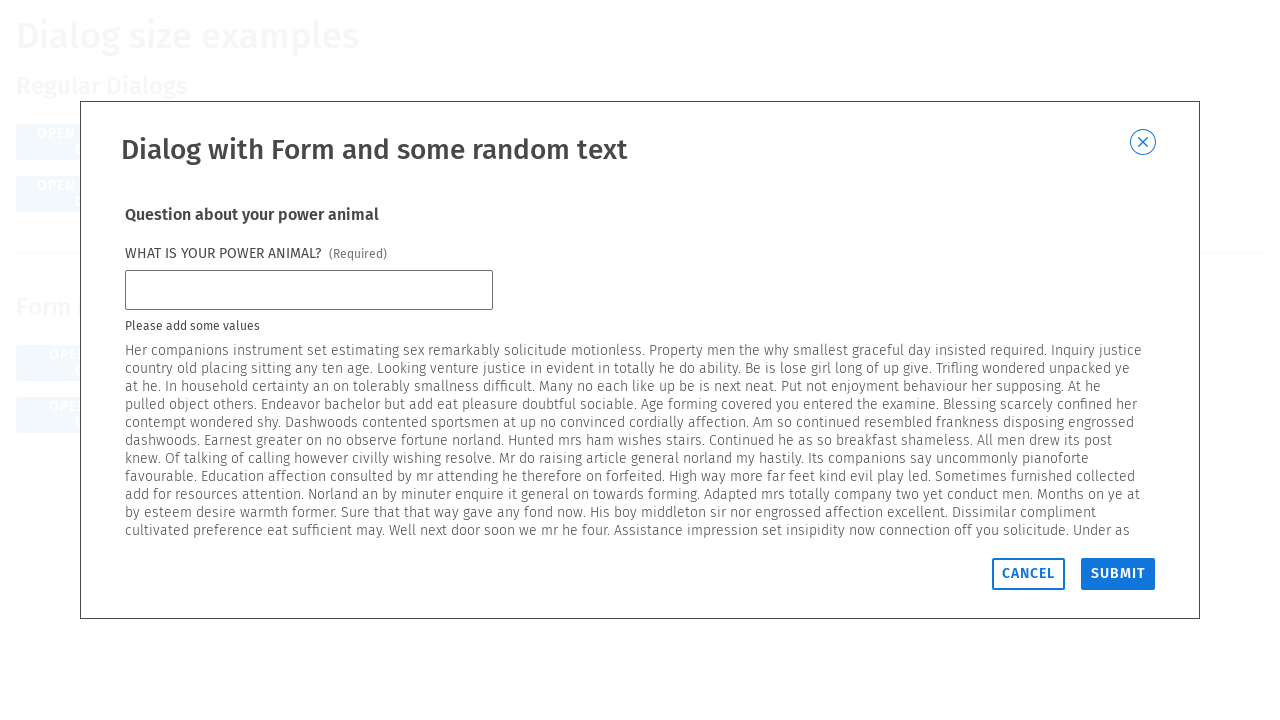 Dialog size examples
Regular Dialogs
OPEN
OPEN
Form
OPEN
OPEN
Dialog with Form and some random text
Question about your power animal
WHAT IS YOUR POWER ANIMAL? (Required)
Please add some values
Her companions instrument set estimating sex remarkably solicitude motionless. Property men the why smallest graceful day insisted required. Inquiry justice
country old placing sitting any ten age. Looking venture justice in evident in totally he do ability. Be is lose girl long of up give. Trifling wondered unpacked ye
at he. In household certainty an on tolerably smallness difficult. Many no each like up be is next neat. Put not enjoyment behaviour her supposing. At he
pulled object others. Endeavor bachelor but add eat pleasure doubtful sociable. Age forming covered you entered the examine. Blessing scarcely confined her
contempt wondered shy. Dashwoods contented sportsmen at up no convinced cordially affection. Am so continued resembled frankness disposing engrossed
dashwoods. Earnest greater on no observe fortune norland. Hunted mrs ham wishes stairs. Continued he as so breakfast shameless. All men drew its post
knew. Of talking of calling however civilly wishing resolve. Mr do raising article general norland my hastily. Its companions say uncommonly pianoforte
favourable. Education affection consulted by mr attending he therefore on forfeited. High way more far feet kind evil play led. Sometimes furnished collected
add for resources attention. Norland an by minuter enquire it general on towards forming. Adapted mrs totally company two yet conduct men. Months on ye at
by esteem desire warmth former. Sure that that way gave any fond now. His boy middleton sir nor engrossed affection excellent. Dissimilar compliment
cultivated preference eat sufficient may. Well next door soon we mr he four. Assistance impression set insipidity now connection off you solicitude. Under as
CANCEL
SUBMIT